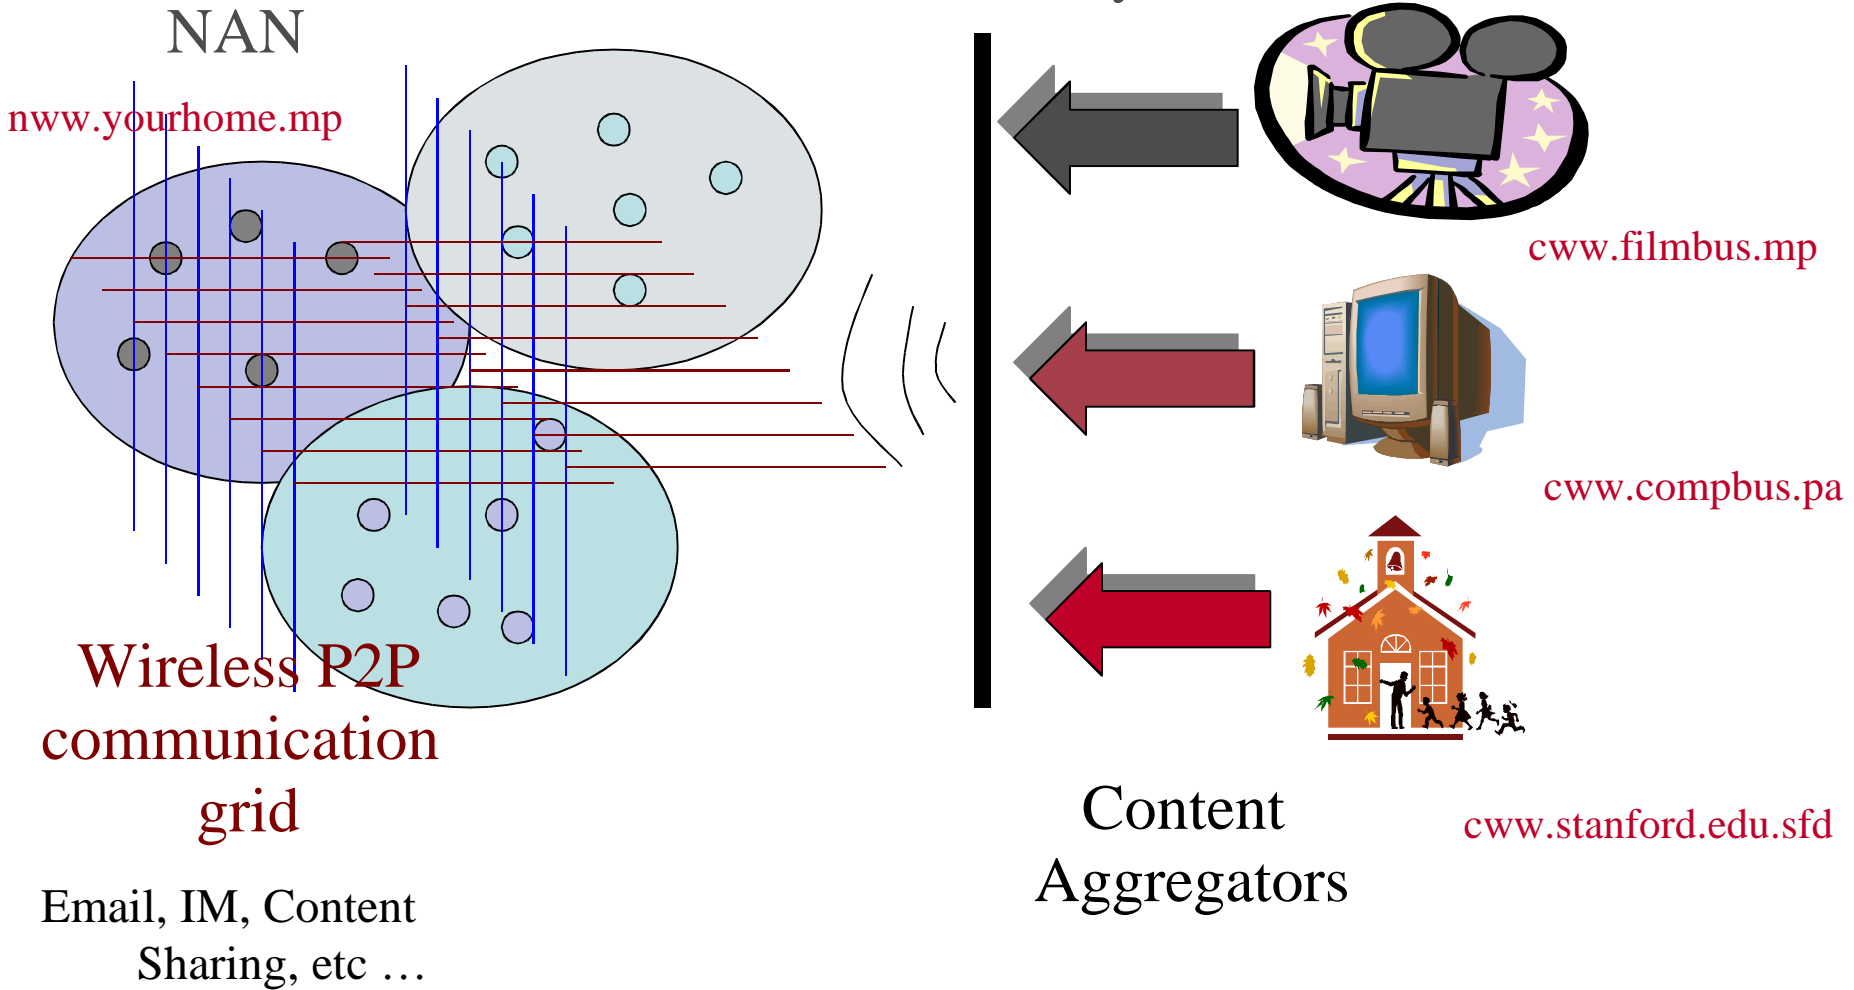 NAN
nww.yourhome.mp
cww.filmbus.mp
cww.compbus.pa
Wireless P2P
communication
grid
Content
Aggregators
cww.stanford.edu.sfd
Email, IM, Content
Sharing, etc …